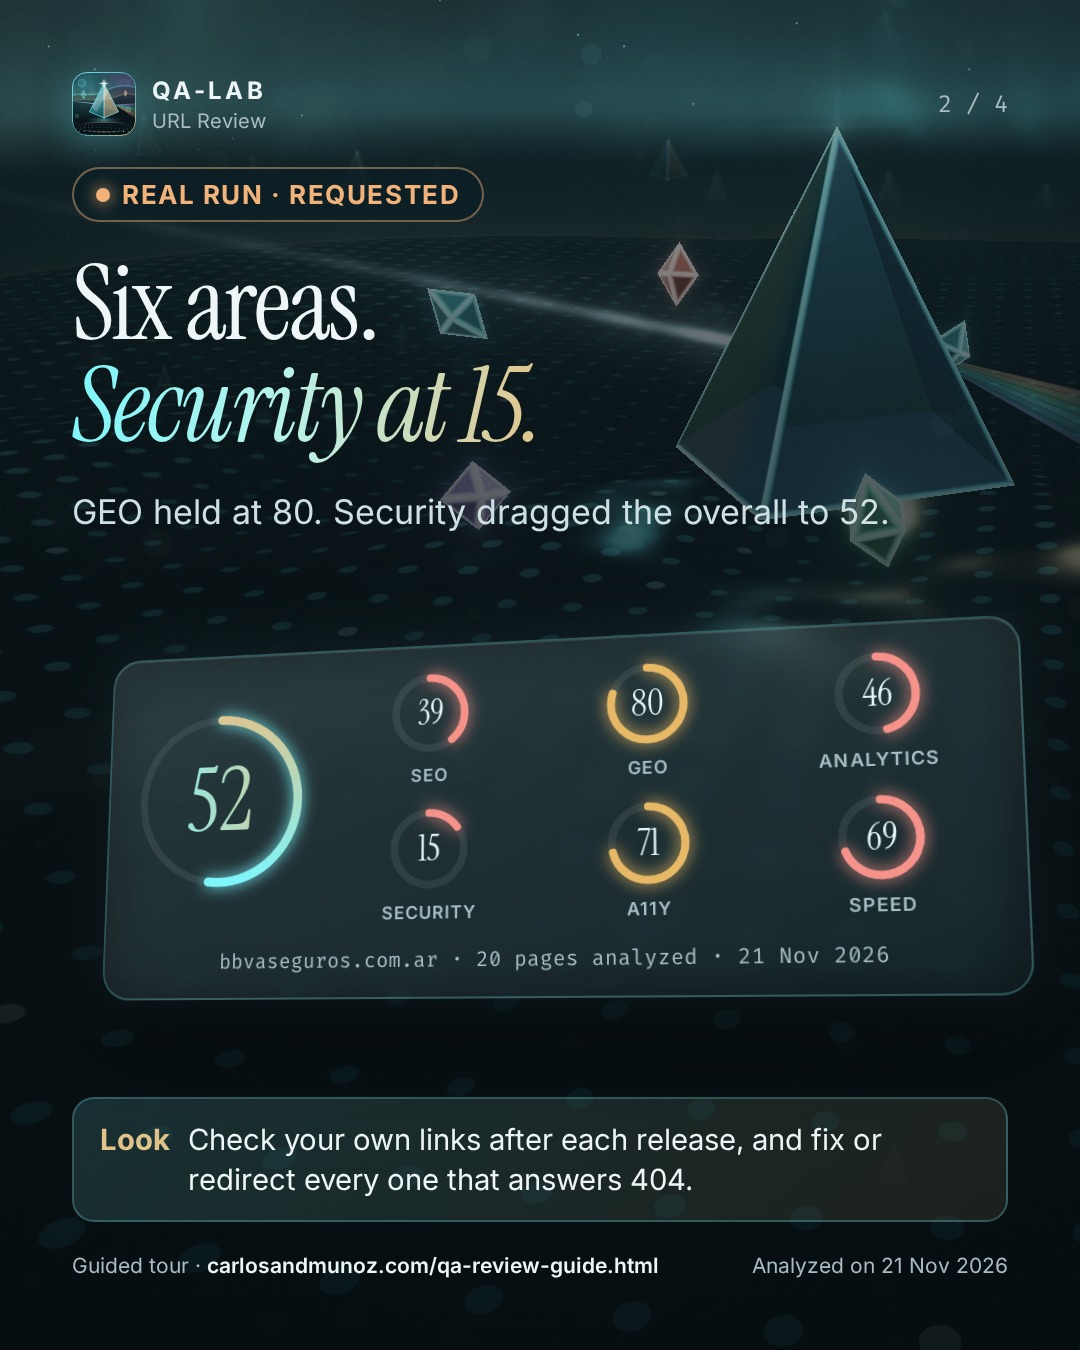 QA-LAB
URL Review
2 / 4
REAL RUN · REQUESTED
Six areas.
Security at 15.
GEO held at 80. Security dragged the overall to 52.
52
39
SEO
80
GEO
46
ANALYTICS
15
SECURITY
71
A11Y
69
SPEED
bbvaseguros.com.ar · 20 pages analyzed · 21 Nov 2026
Look Check your own links after each release, and fix or
redirect every one that answers 404.
Guided tour · carlosandmunoz.com/qa-review-guide.html
Analyzed on 21 Nov 2026